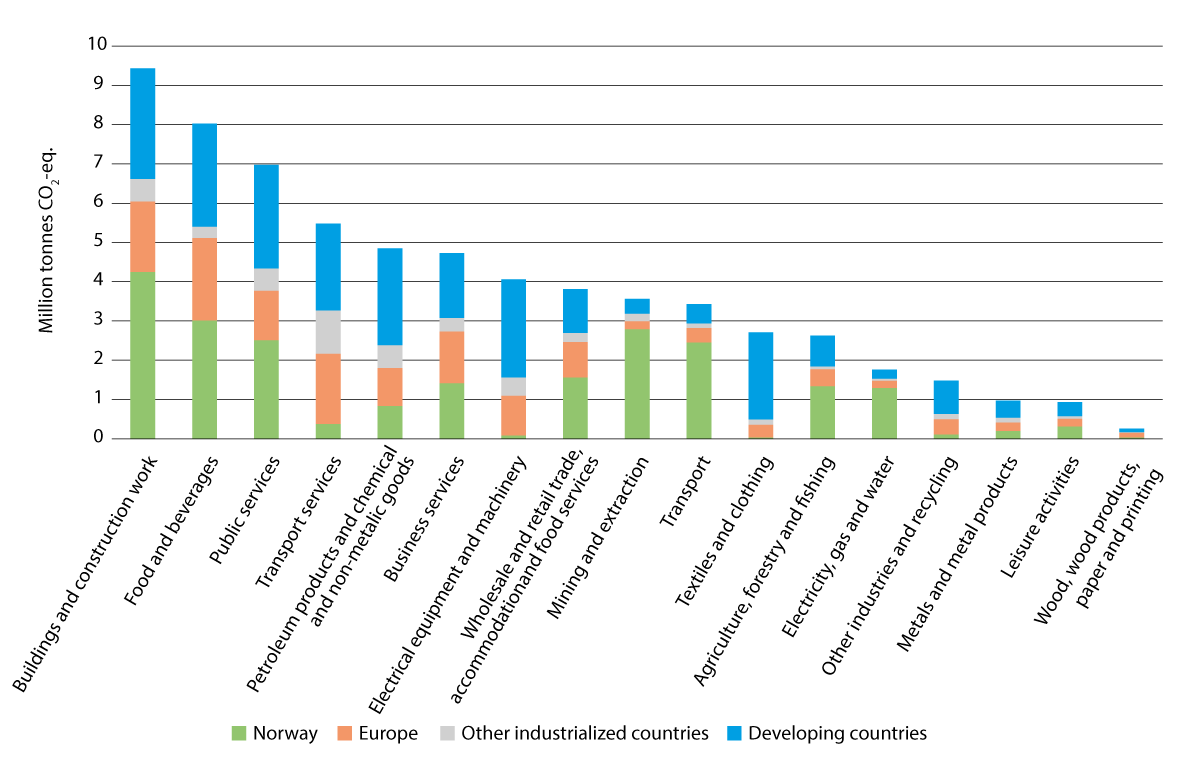 10
9
8
7
6
5
4
3
2
1
0
Million tonnes CO2-eq.
Buildings and construction work
Food and beverages
Public services
Transport services
Petroleum products and chemical
and non-metalic goods
Business services
Electrical equipment and machinery
Wholesale and retail trade,
accommodationand food services
Mining and extraction
Transport
Textiles and clothing
Agriculture, forestry and fishing
Electricity, gas and water
Other industries and recycling
Metals and metal products
Leisure activities
Wood, wood products,
paper and printing
Norway
Europe
Other industrialized countries
Developing countries